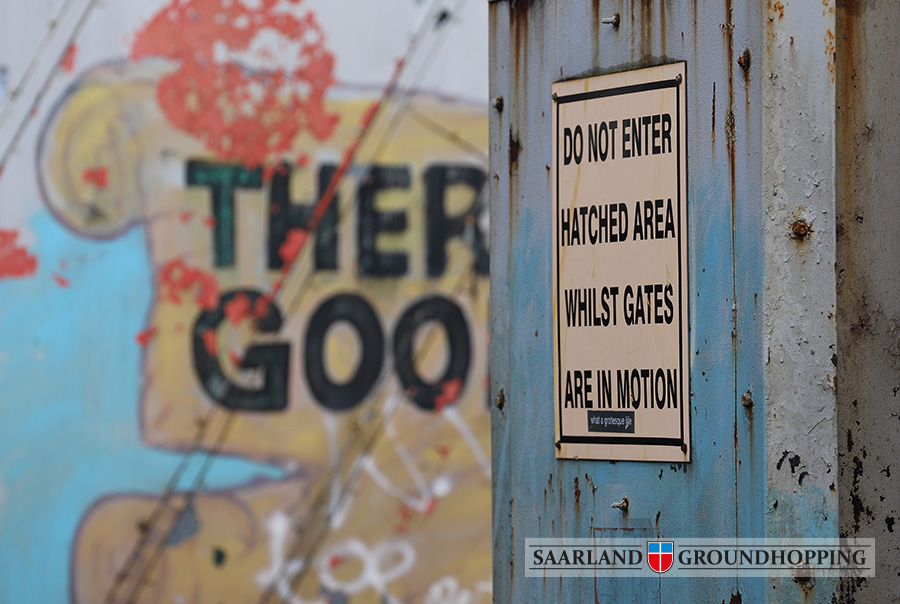 THER
GOO
DO NOT ENTER
HATCHED AREA
WHILST GATES
ARE IN MOTION
what a grotesque life
SAARLAND GROUNDHOPPING